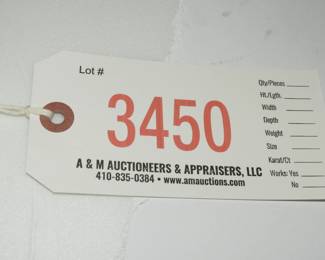 Lot #
3450
A & M AUCTIONEERS & APPRAISERS, LLC
410-835-0384 • www.amauctions.com
Qty/Pieces
Ht./Lgth.
Width
Depth
Weight
Size
Karat/Ct
Works: Yes
No